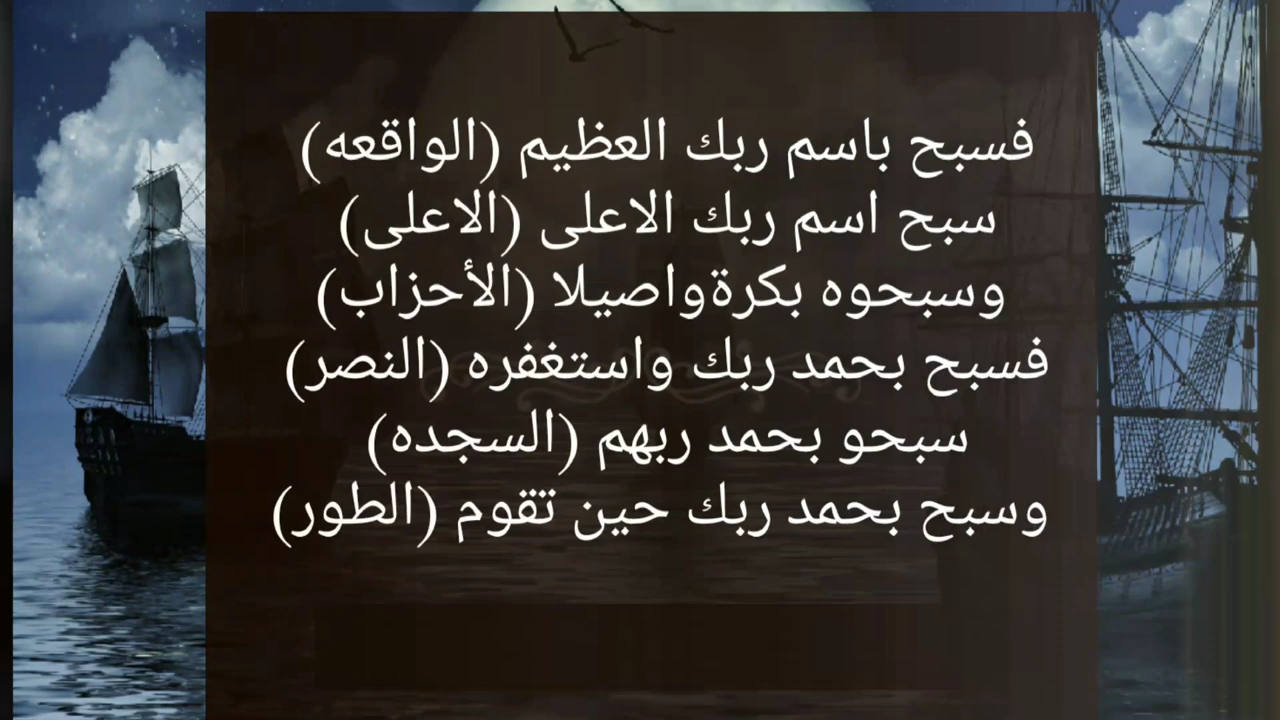 فسبح باسم ربك العظيم (الواقعه)
سبح اسم ربك الاعلى (الاعلى)
وسبحوه بكرةواصيلا (الأحزاب)
فسبح بحمد ربك واستغفره (النصر)
سبحو بحمد ربهم (السجده)
وسبح بحمد ربك حين تقوم (الطور)